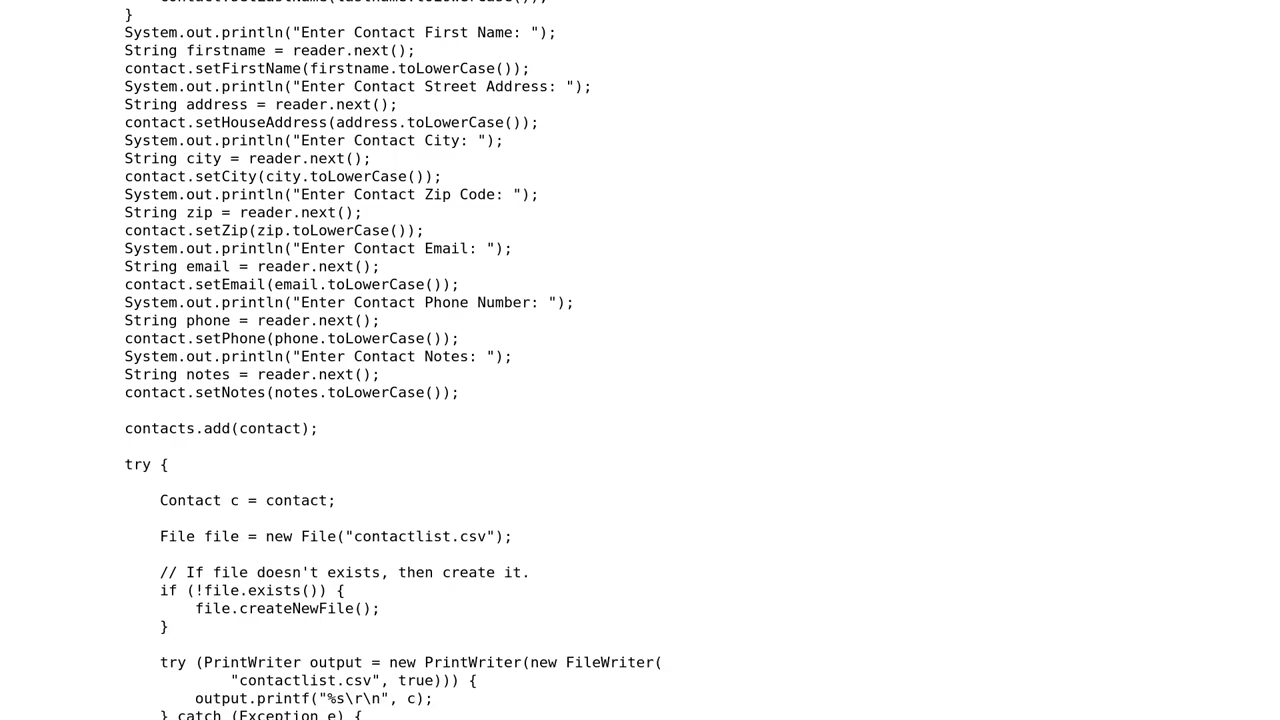 contact.setLastName(lastname.toLowerCase());
}
System.out.println("Enter Contact First Name: ");
String firstname = reader.next();
contact.setFirstName(firstname.toLowerCase());
System.out.println("Enter Contact Street Address: ");
String address = reader.next();
contact.setHouseAddress(address.toLowerCase());
System.out.println("Enter Contact City: ");
String city = reader.next();
contact.setCity(city.toLowerCase());
System.out.println("Enter Contact Zip Code: ");
String zip = reader.next();
contact.setZip(zip.toLowerCase());
System.out.println("Enter Contact Email: ");
String email = reader.next();
contact.setEmail(email.toLowerCase());
System.out.println("Enter Contact Phone Number: ");
String phone = reader.next();
contact.setPhone(phone.toLowerCase());
System.out.println("Enter Contact Notes: ");
String notes = reader.next();
contact.setNotes(notes.toLowerCase());
contacts.add(contact);
try {
Contact c = contact;
File file = new File("contactlist.csv");
// If file doesn't exists, then create it.
if (!file.exists()) {
file.createNewFile();
}
try (PrintWriter output = new PrintWriter(new FileWriter(
"contactlist.csv", true))) {
output.printf("%s\r\n", c);
} catch (Exception e) {